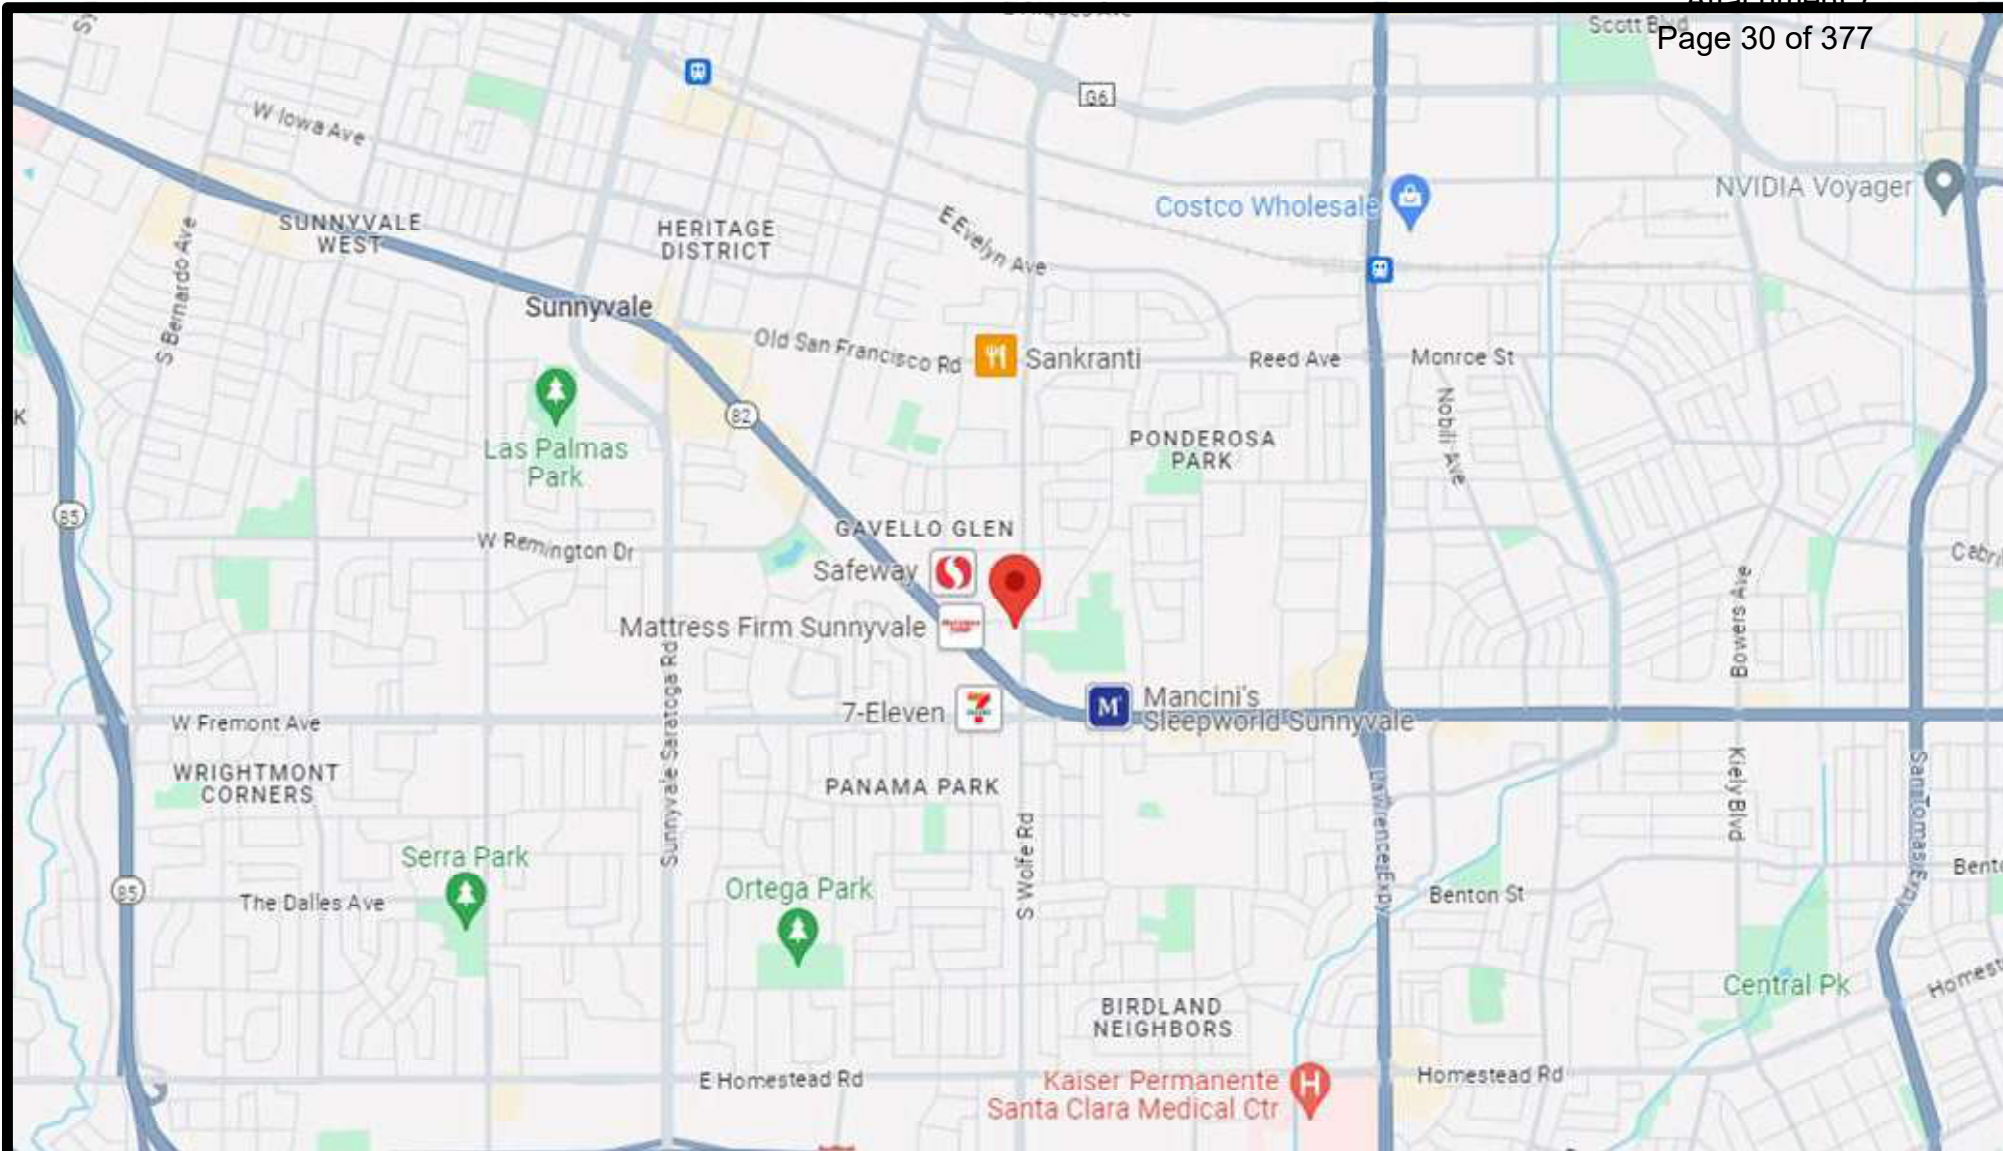 Page 30 of 377
Scott Blvd
G6
W Iowa Ave
NVIDIA Voyager
Costco Wholesale
SUNNYVALE
WEST
HERITAGE
DISTRICT
E Evelyn Ave
S Bernardo Ave
Sunnyvale
Old San Francisco Rd
Sankranti
Reed Ave
Monroe St
Nobili Ave
82
Las Palmas
Park
PONDEROSA
PARK
85
GAVELLO GLEN
W Remington Dr
Safeway
Mattress Firm Sunnyvale
Bowers Ave
Sunnyvale Saratoga Rd
7-Eleven
M
Mancini's
Sleepworld Sunnyvale
W Fremont Ave
WRIGHTMONT
CORNERS
PANAMA PARK
Kiely Blvd
San Tomas Expy
Lawrence Expy
S Wolfe Rd
Serra Park
Ortega Park
85
The Dalles Ave
Benton St
Central Pk
BIRDLAND
NEIGHBORS
E Homestead Rd
Homestead Rd
Kaiser Permanente
Santa Clara Medical Ctr
H